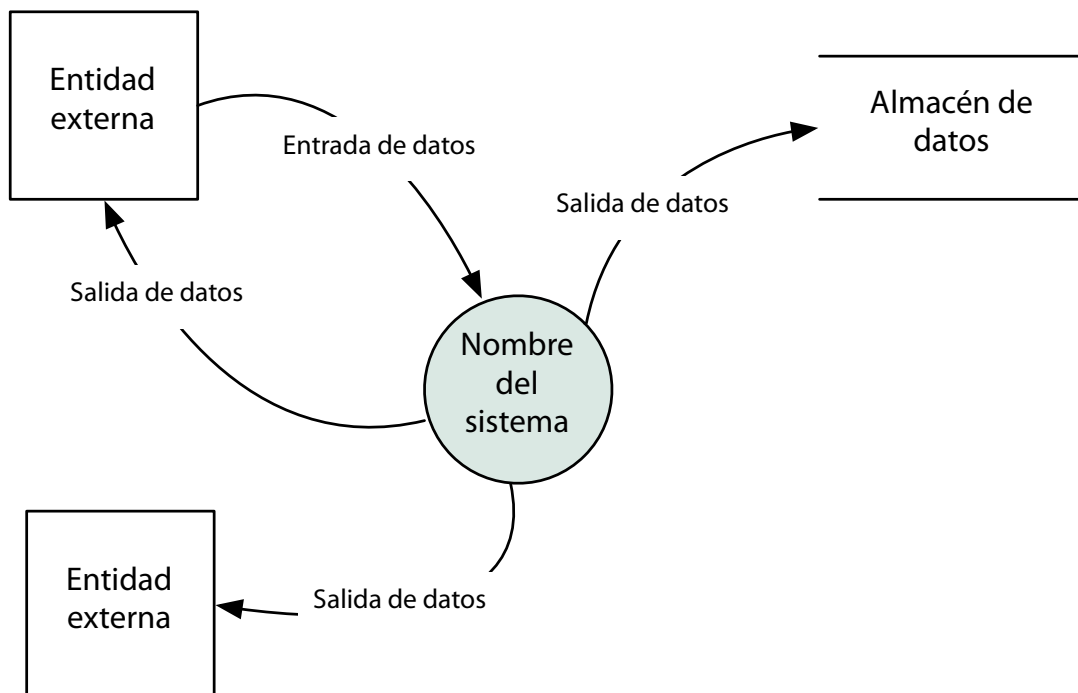 Entidad
externa
Entrada de datos
Almacén de
datos
Salida de datos
Salida de datos
Nombre
del
sistema
Entidad
externa
Salida de datos